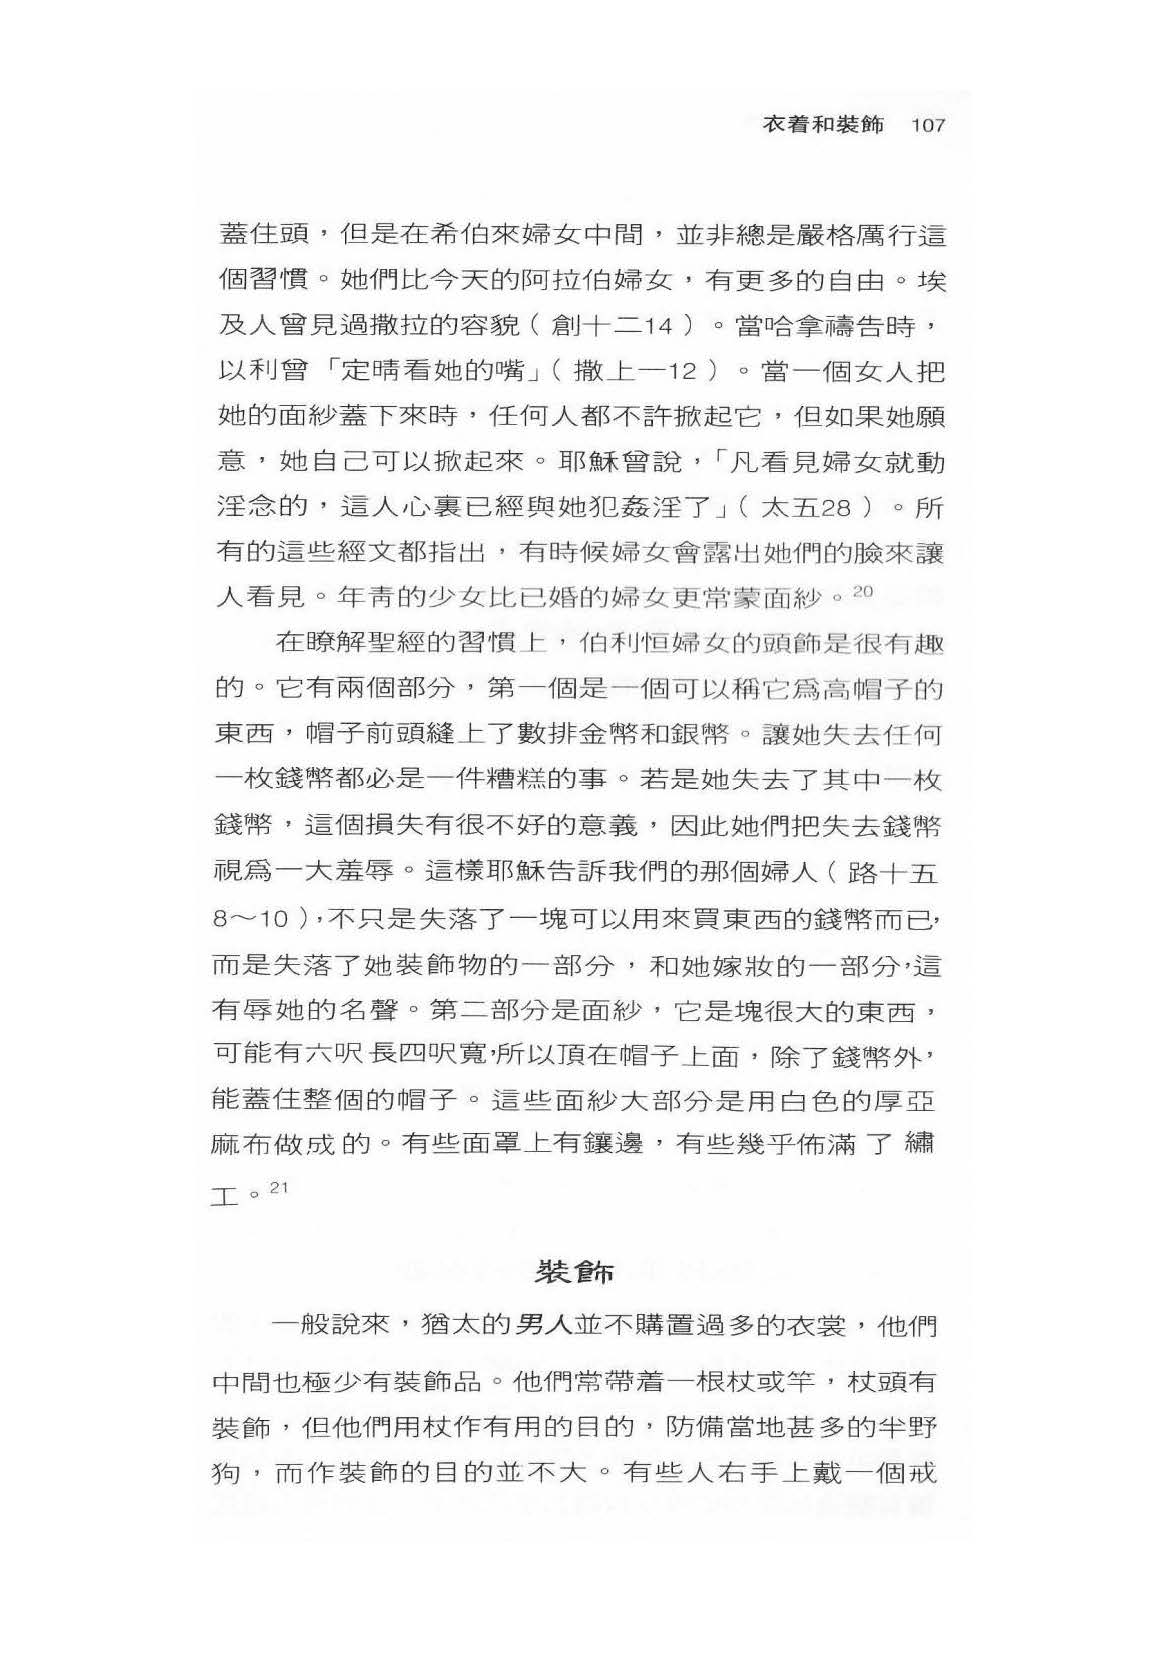 衣着和裝飾 107
蓋住頭，但是在希伯來婦女中間，並非總是嚴格厲行這
個習慣。她們比今天的阿拉伯婦女，有更多的自由。埃
及人曾見過撒拉的容貌（創十二14）。當哈拿禱告時，
以利曾「定睛看她的嘴」（撒上一12）。當一個女人把
她的面紗蓋下來時，任何人都不許掀起它，但如果她願
意，她自己可以掀起來。耶穌曾說，「凡看見婦女就動
淫念的，這人心裏已經與她犯姦淫了」（太五28）。所
有的這些經文都指出，有時候婦女會露出她們的臉來讓
人看見。年靑的少女比已婚的婦女更常蒙面紗。20
在瞭解聖經的習慣上，伯利恒婦女的頭飾是很有趣
的。它有兩個部分，第一個是一個可以稱它爲高帽子的
東西，帽子前頭縫上了數排金幣和銀幣。讓她失去任何
一枚錢幣都必是一件糟糕的事。若是她失去了其中一枚
錢幣，這個損失有很不好的意義，因此她們把失去錢幣
視爲一大羞辱。這樣耶穌告訴我們的那個婦人（路十五
8～10），不只是失落了一塊可以用來買東西的錢幣而已，
而是失落了她裝飾物的一部分，和她嫁妝的一部分，這
有辱她的名聲。第二部分是面紗，它是塊很大的東西，
可能有六呎長四呎寬，所以頂在帽子上面，除了錢幣外，
能蓋住整個的帽子。這些面紗大部分是用白色的厚亞
麻布做成的。有些面罩上有鑲邊，有些幾乎佈滿了繡
工。21
裝飾
一般說來，猶太的男人並不購置過多的衣裳，他們
中間也極少有裝飾品。他們常帶着一根杖或竿，杖頭有
裝飾，但他們用杖作有用的目的，防備當地甚多的半野
狗，而作裝飾的目的並不大。有些人右手上戴一個戒